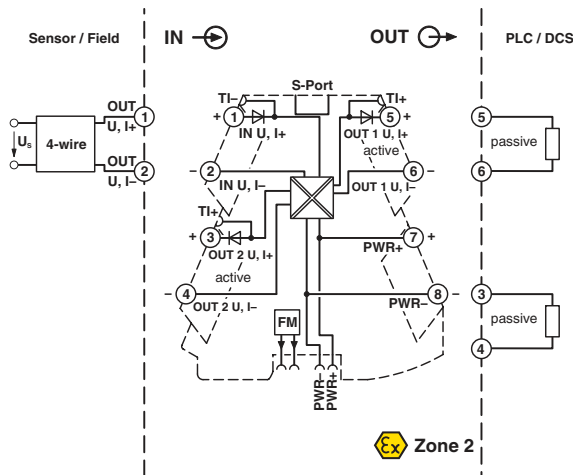 Sensor / Field
IN
OUT
PLC / DCS
S-Port
TI–
TI+
OUT
U, I+
1
+
1
IN U, I+
5
+
OUT 1 U, I+
active
5
Us
4-wire
passive
OUT
U, I–
2
–
2
IN U, I–
6
–
OUT 1 U, I–
6
TI+
+
3
OUT 2 U, I+
active
7
+
PWR+
–
4
OUT 2 U, I–
8
–
PWR–
3
passive
4
FM
PWR–
PWR+
Ex
Zone 2